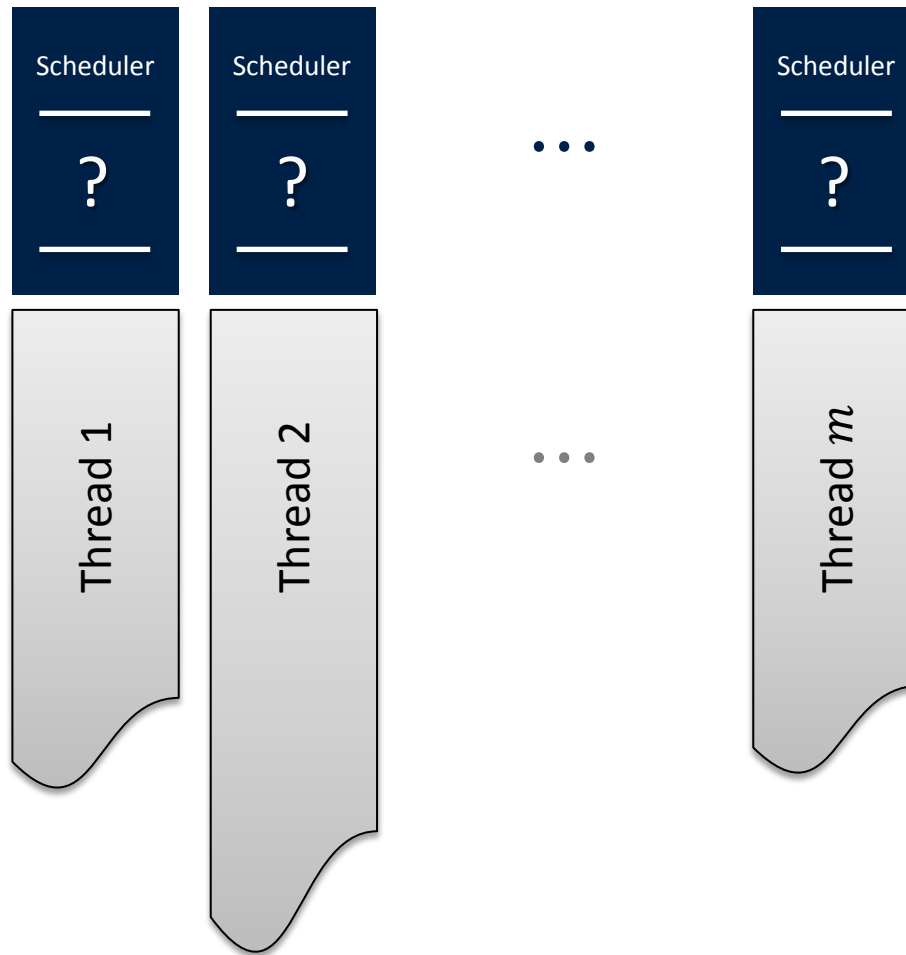 Scheduler
?
Scheduler
?
...
Scheduler
?
Thread 1
Thread 2
...
Thread m